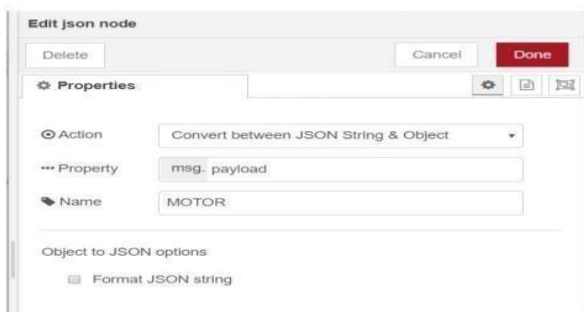 Edit json node
Delete Cancel Done
Properties
Action Convert between JSON String & Object
Property msg. payload
Name MOTOR
Object to JSON options
Format JSON string